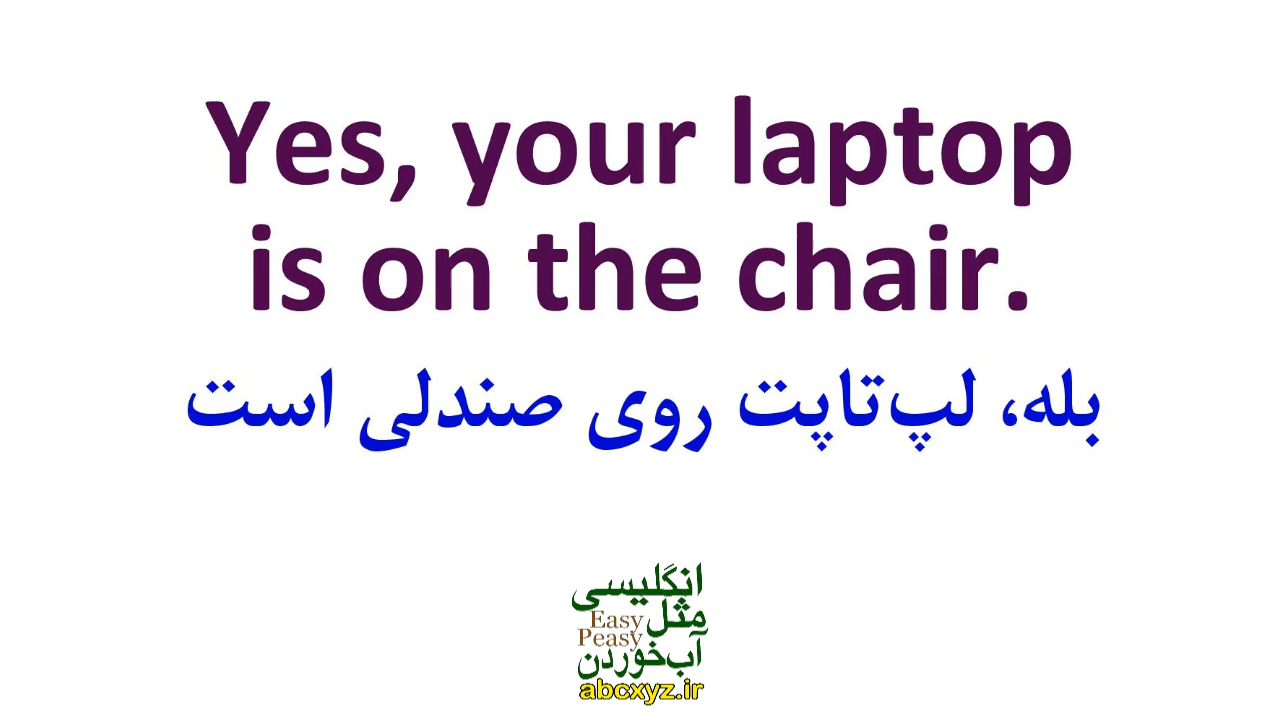 Yes, your laptop
is on the chair.
بله، لپ‌تاپت روی صندلی است
انگلیسی
مثل
Easy
Peasy
آب‌خوردن
abcxyz.ir